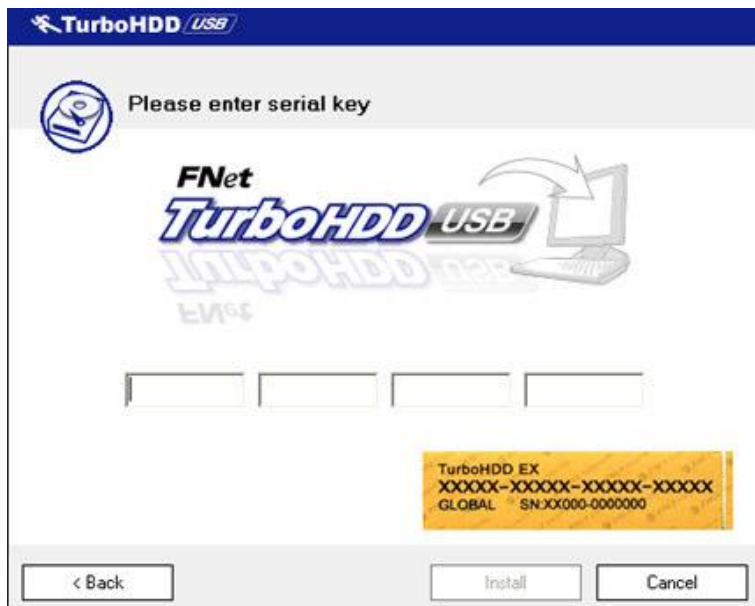 TurboHDD USB
Please enter serial key
FNet
TurboHDD USB
TurboHDD EX
XXXXX-XXXXX-XXXXX-XXXXX
GLOBAL SN:XX000-0000000
< Back
Install
Cancel